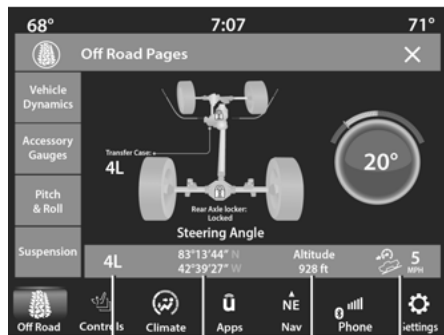 68° 7:07 71°
Off Road Pages
Vehicle
Dynamics
Accessory
Gauges
Pitch
& Roll
Suspension
Transfer Case:
4L
Rear Axle locker:
Locked
Steering Angle
20°
4L
83°13'44" N
42°39'27" W
Altitude
928 ft
5
MPH
NE
Off Road Controls Climate Apps Nav Phone ettings